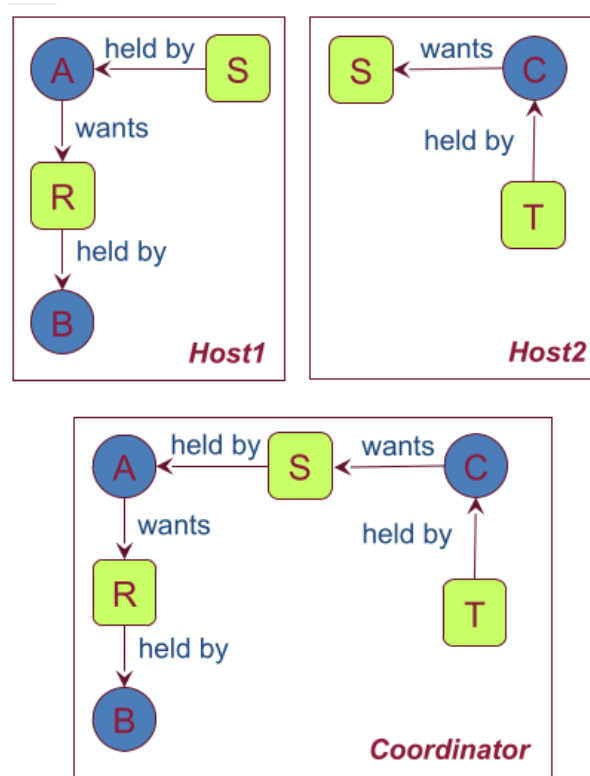 held by
A
S
wants
R
held by
B
Host1
wants
S
C
held by
T
Host2
held by
wants
A
S
C
wants
held by
R
T
held by
B
Coordinator